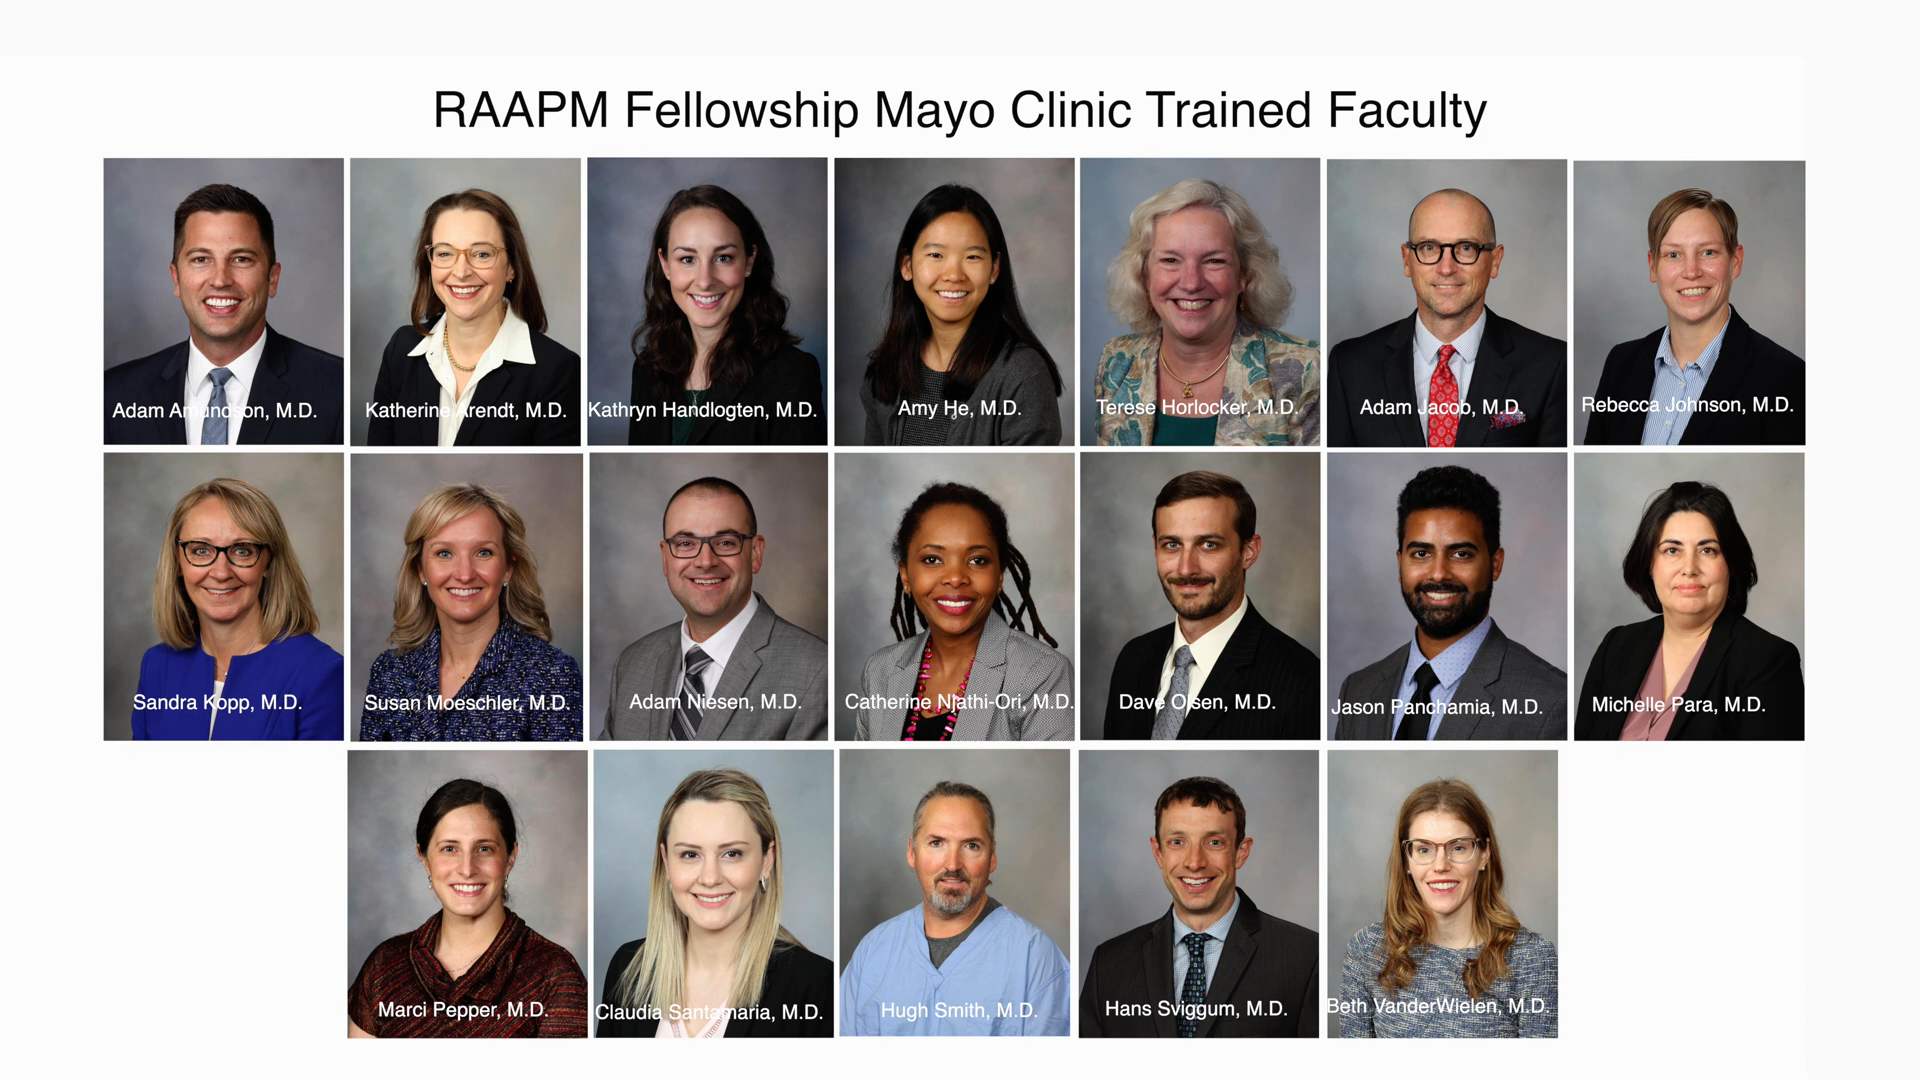 RAAPM Fellowship Mayo Clinic Trained Faculty
Adam Amundson, M.D.
Katherine Arendt, M.D.
Kathryn Handlogten, M.D.
Amy He, M.D.
Terese Horlocker, M.D.
Adam Jacob, M.D.
Rebecca Johnson, M.D.
Sandra Kopp, M.D.
Susan Moeschler, M.D.
Adam Niesen, M.D.
Catherine Njathi-Ori, M.D.
Dave Olsen, M.D.
Jason Panchamia, M.D.
Michelle Para, M.D.
Marci Pepper, M.D.
Claudia Santamaria, M.D.
Hugh Smith, M.D.
Hans Sviggum, M.D.
Beth VanderWielen, M.D.